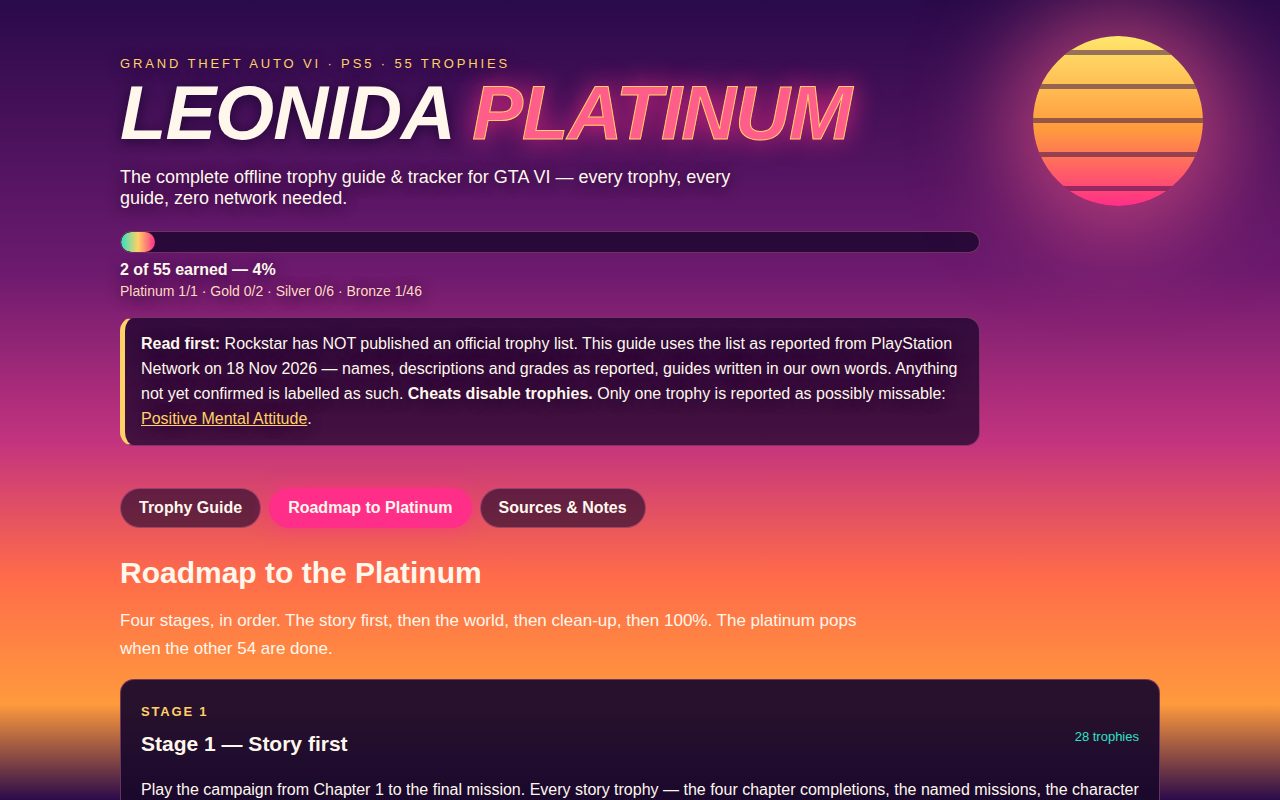 GRAND THEFT AUTO VI · PS5 · 55 TROPHIES
LEONIDA PLATINUM
The complete offline trophy guide & tracker for GTA VI — every trophy, every
guide, zero network needed.
2 of 55 earned — 4%
Platinum 1/1 · Gold 0/2 · Silver 0/6 · Bronze 1/46
Read first: Rockstar has NOT published an official trophy list. This guide uses the list as reported from PlayStation
Network on 18 Nov 2026 — names, descriptions and grades as reported, guides written in our own words. Anything
not yet confirmed is labelled as such. Cheats disable trophies. Only one trophy is reported as possibly missable:
Positive Mental Attitude.
Trophy Guide Roadmap to Platinum Sources & Notes
Roadmap to the Platinum
Four stages, in order. The story first, then the world, then clean-up, then 100%. The platinum pops
when the other 54 are done.
STAGE 1
Stage 1 — Story first 28 trophies
Play the campaign from Chapter 1 to the final mission. Every story trophy — the four chapter completions, the named missions, the character